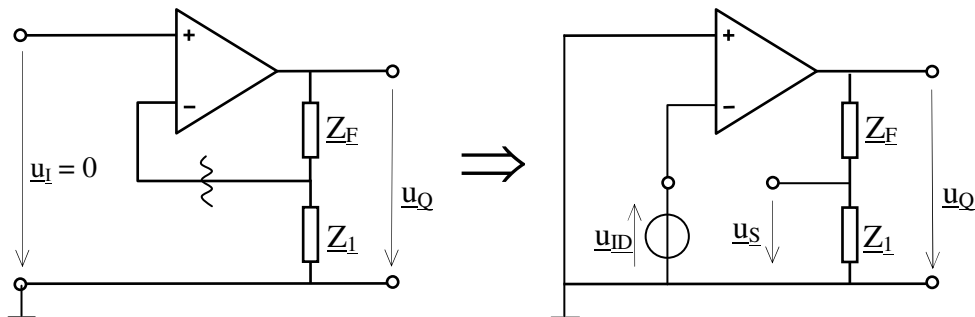 +
−
u_I = 0
Z_F
Z_1
u_Q
⇒
+
−
u_ID
u_S
Z_F
Z_1
u_Q